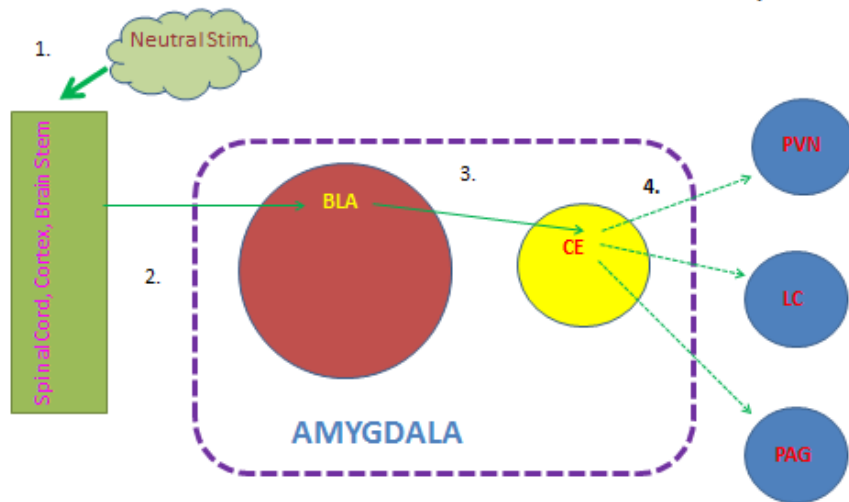 1.
Neutral Stim.
Spinal Cord, Cortex, Brain Stem
2.
BLA
3.
4.
CE
AMYGDALA
PVN
LC
PAG